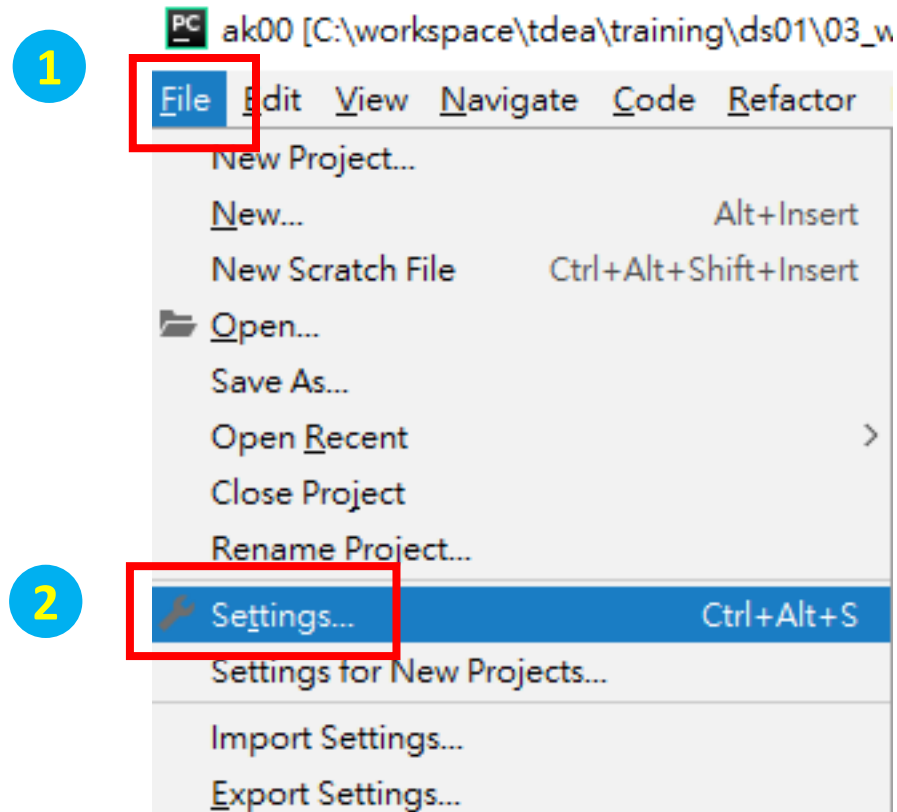 PC ak00 [C:\workspace\tdea\training\ds01\03_w
1
File Edit View Navigate Code Refactor
New Project...
New... Alt+Insert
New Scratch File Ctrl+Alt+Shift+Insert
Open...
Save As...
Open Recent
Close Project
Rename Project...
2
Settings... Ctrl+Alt+S
Settings for New Projects...
Import Settings...
Export Settings...